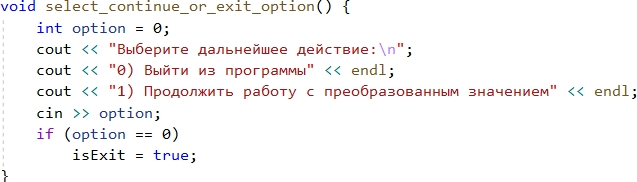 void select_continue_or_exit_option() {
    int option = 0;
    cout << "Выберите дальнейшее действие:\n";
    cout << "0) Выйти из программы" << endl;
    cout << "1) Продолжить работу с преобразованным значением" << endl;
    cin >> option;
    if (option == 0)
        isExit = true;
}